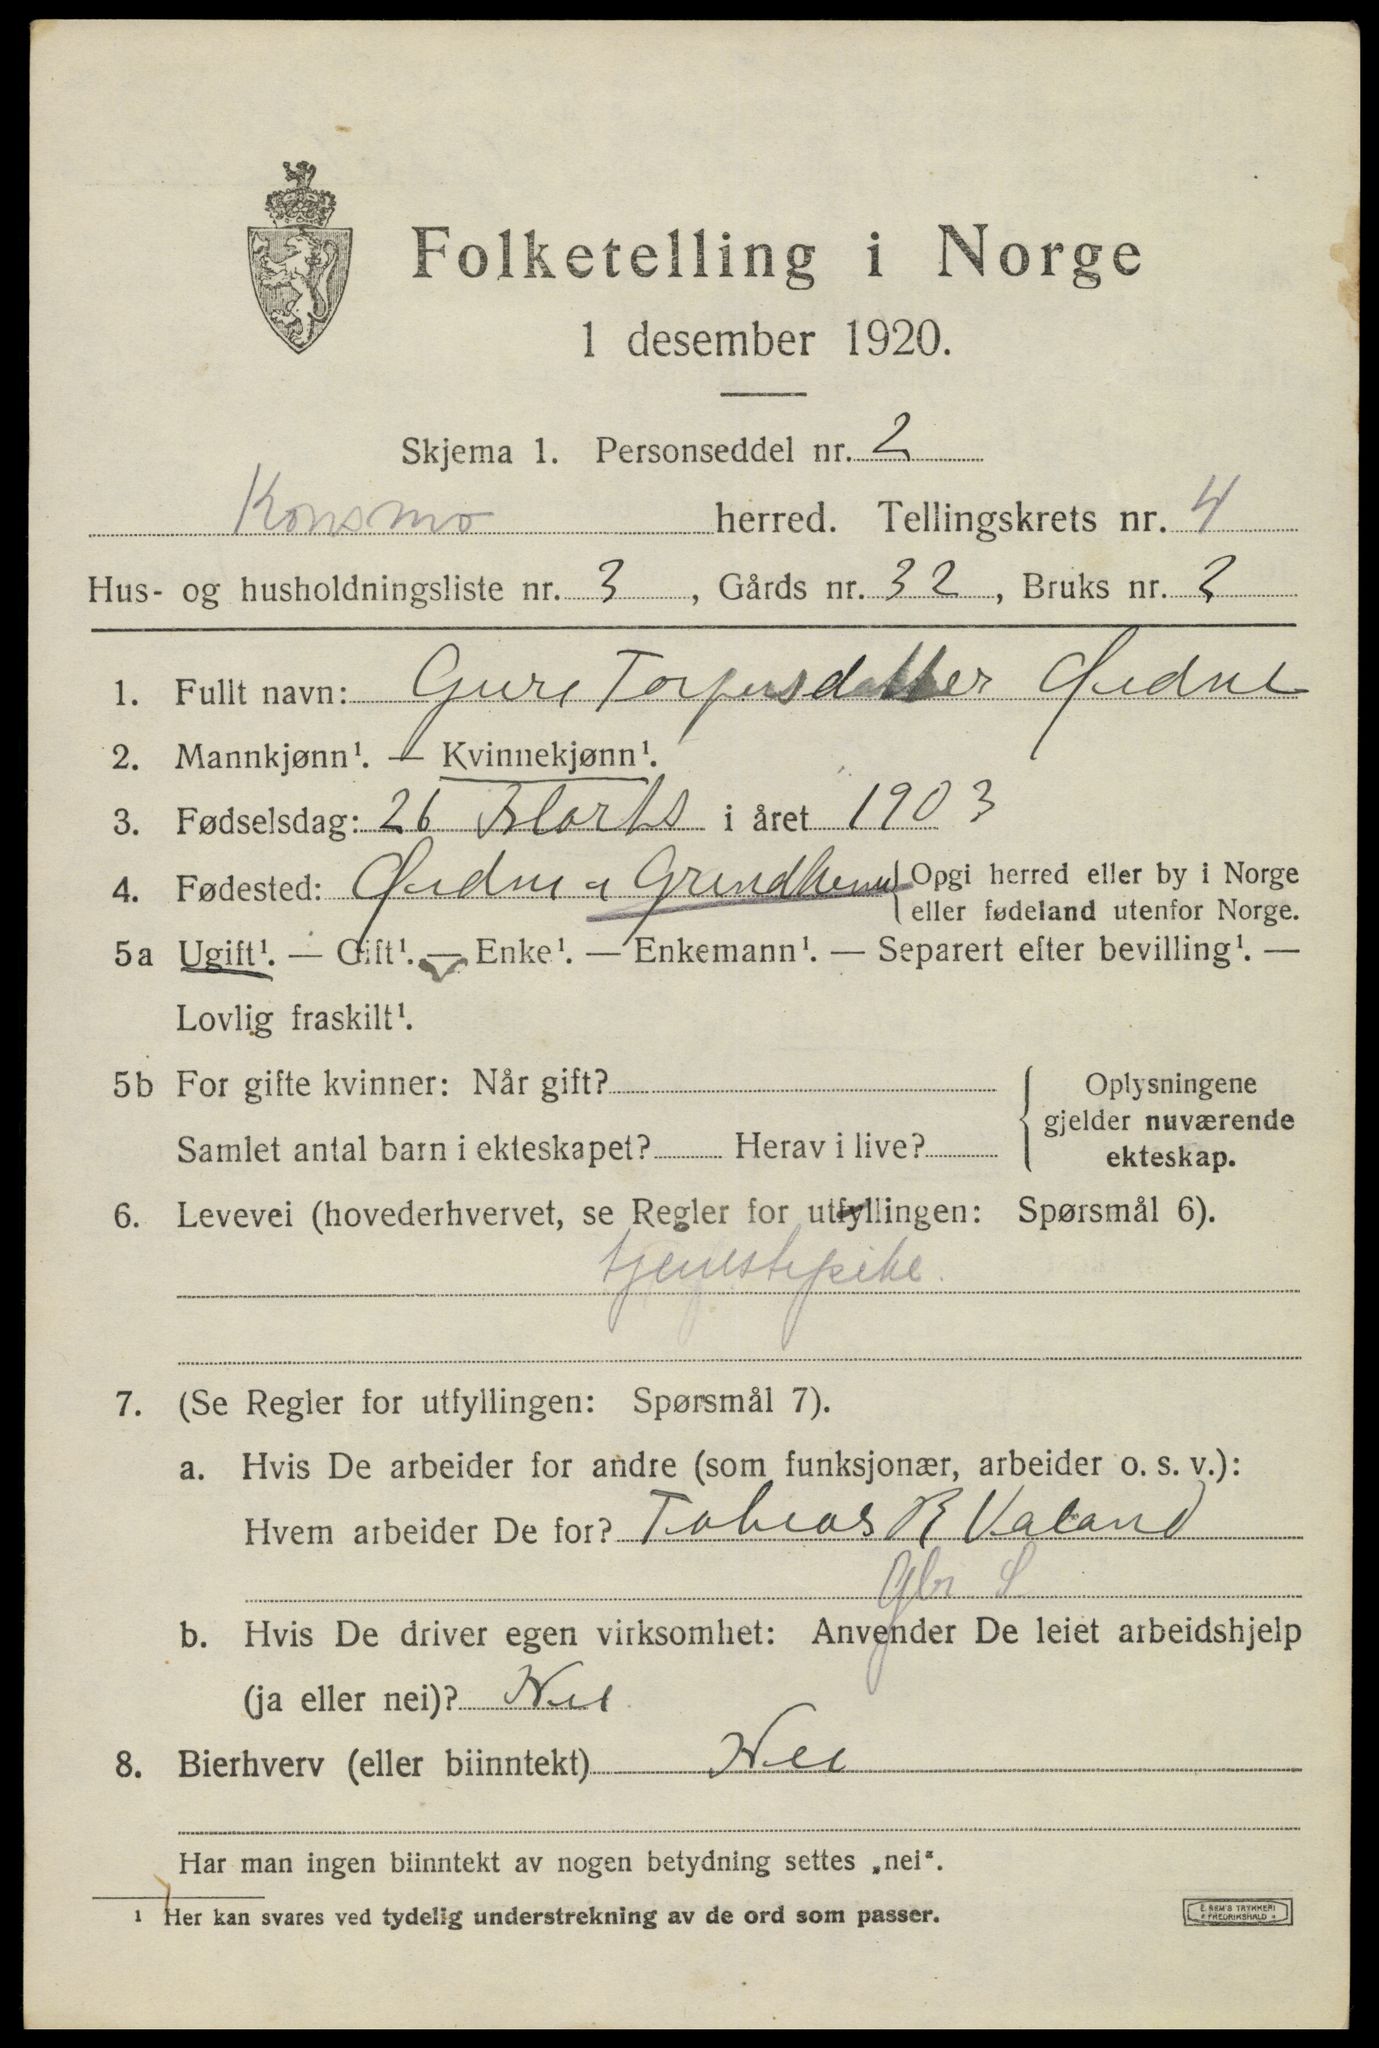 Folketelling i Norge
1 desember 1920.
Skjema 1. Personseddel nr. 2
Konsmo herred. Tellingskrets nr. 4
Hus- og husholdningsliste nr. 3, Gårds nr. 32, Bruks nr. 2
1. Fullt navn: Guri Torjusdatter Øidne
2. Mannkjønn¹. — Kvinnekjønn¹.
3. Fødselsdag: 26 Marts i året 1903
4. Fødested: Øidne i Grindheim Opgi herred eller by i Norge
eller fødeland utenfor Norge.
5a Ugift¹. — Gift¹. — Enke¹. — Enkemann¹. — Separert efter bevilling¹. —
Lovlig fraskilt¹.
5b For gifte kvinner: Når gift? Oplysningene
gjelder nuværende
Samlet antal barn i ekteskapet? Herav i live? ekteskap.
6. Levevei (hovederhvervet, se Regler for utfyllingen: Spørsmål 6).
tjenestepike.
7. (Se Regler for utfyllingen: Spørsmål 7).
a. Hvis De arbeider for andre (som funksjonær, arbeider o. s. v.):
Hvem arbeider De for? Tobias R Valand
Gbr S
b. Hvis De driver egen virksomhet: Anvender De leiet arbeidshjelp
(ja eller nei)? Nei
8. Bierhverv (eller biinntekt) Nei
Har man ingen biinntekt av nogen betydning settes „nei".
¹ Her kan svares ved tydelig understrekning av de ord som passer.
E. SEM'S TRYKKERI
FREDRIKSHALD